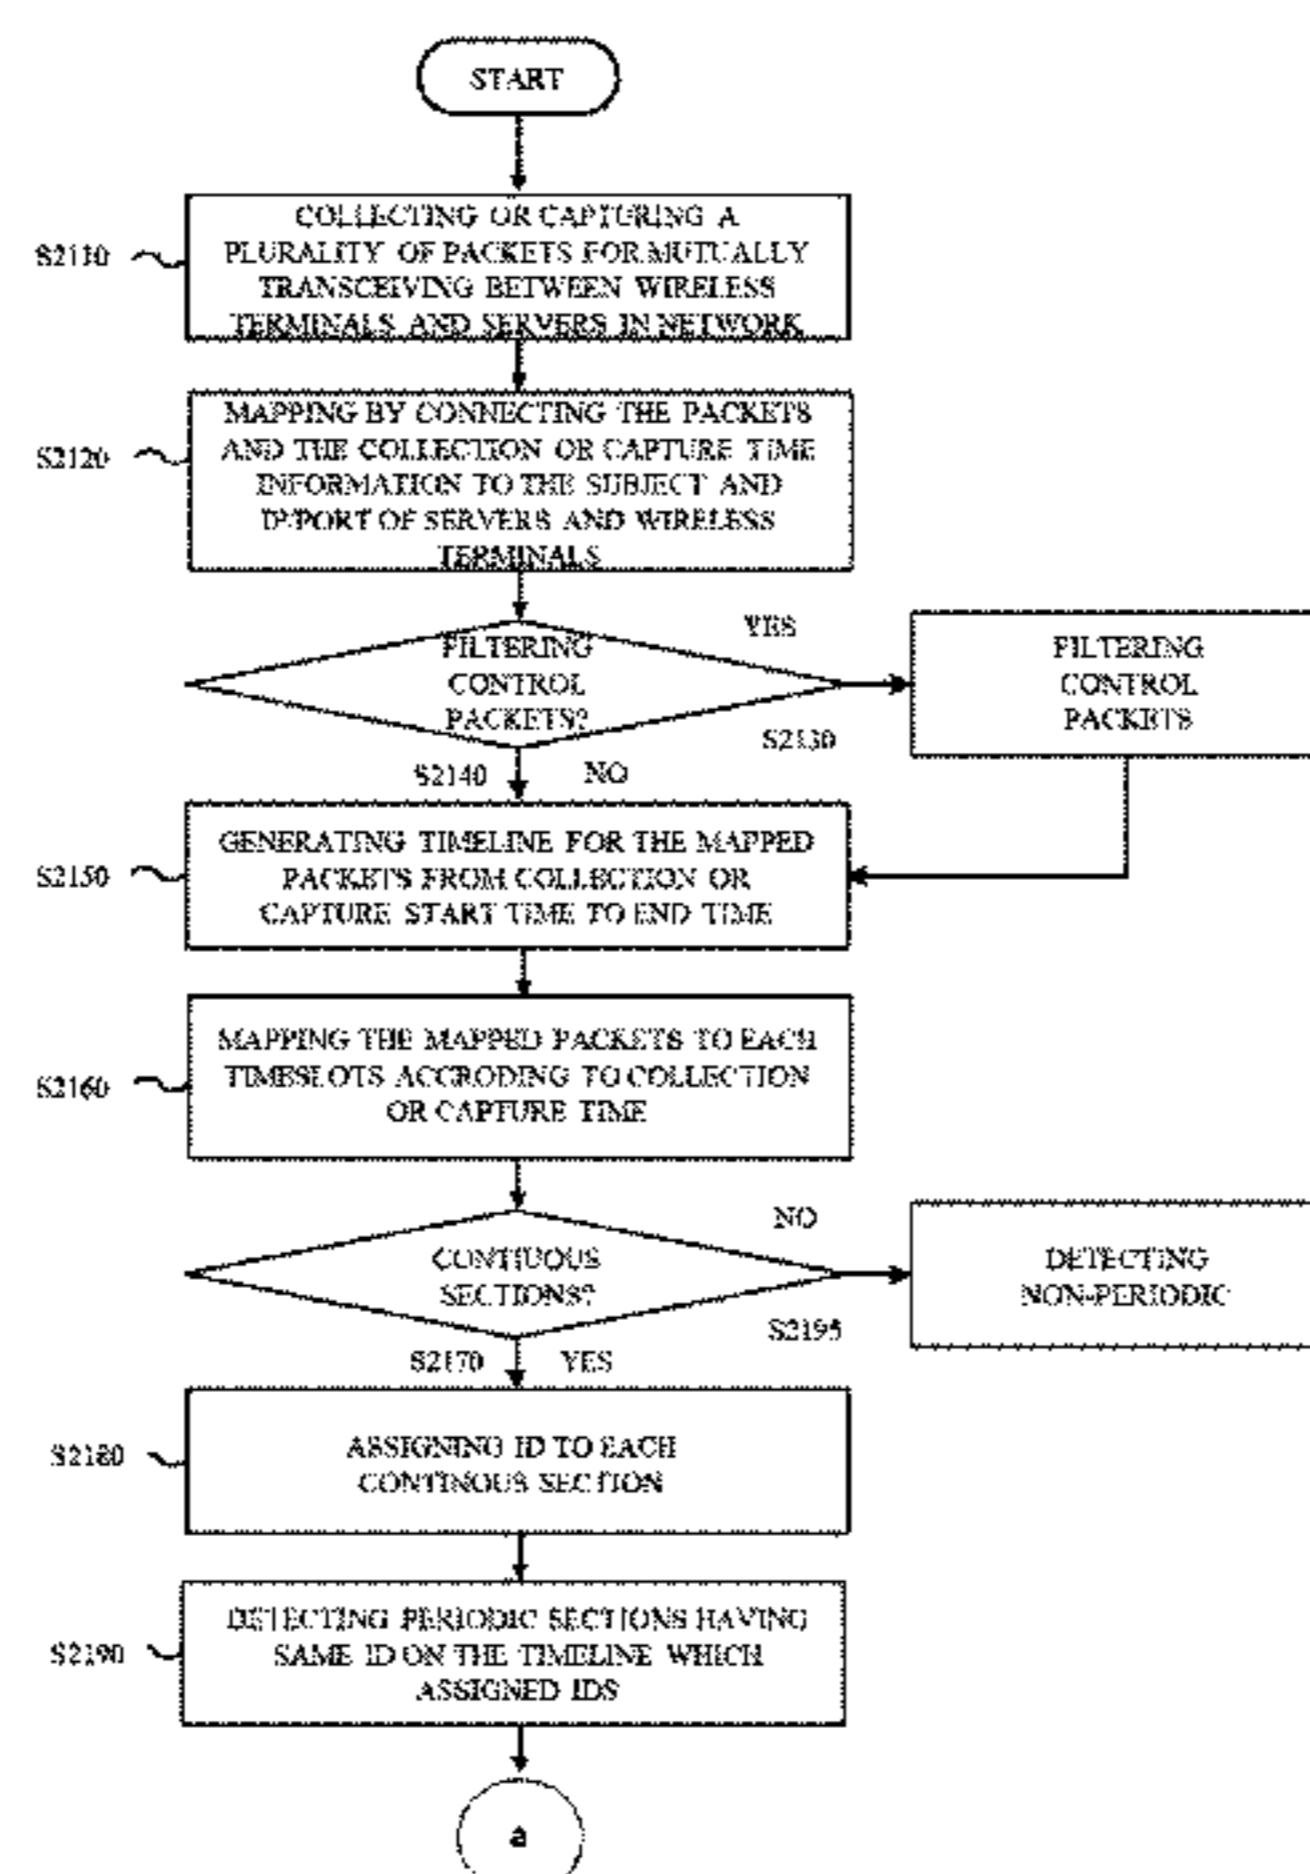 START
S2110
COLLECTING OR CAPTURING A
PLURALITY OF PACKETS FOR MUTUALLY
TRANSCEIVING BETWEEN WIRELESS
TERMINALS AND SERVERS IN NETWORK
S2120
MAPPING BY CONNECTING THE PACKETS
AND THE COLLECTION OR CAPTURE TIME
INFORMATION TO THE SUBJECT AND
IP/PORT OF SERVERS AND WIRELESS
TERMINALS
FILTERING
CONTROL
PACKETS?
YES
S2130
FILTERING
CONTROL
PACKETS
S2140
NO
S2150
GENERATING TIMELINE FOR THE MAPPED
PACKETS FROM COLLECTION OR
CAPTURE START TIME TO END TIME
S2160
MAPPING THE MAPPED PACKETS TO EACH
TIMESLOTS ACCRODING TO COLLECTION
OR CAPTURE TIME
CONTIUOUS
SECTIONS?
NO
S2195
DETECTING
NON-PERIODIC
S2170
YES
S2180
ASSIGNING ID TO EACH
CONTINOUS SECTION
S2190
DETECTING PERIODIC SECTIONS HAVING
SAME ID ON THE TIMELINE WHICH
ASSIGNED IDS
a